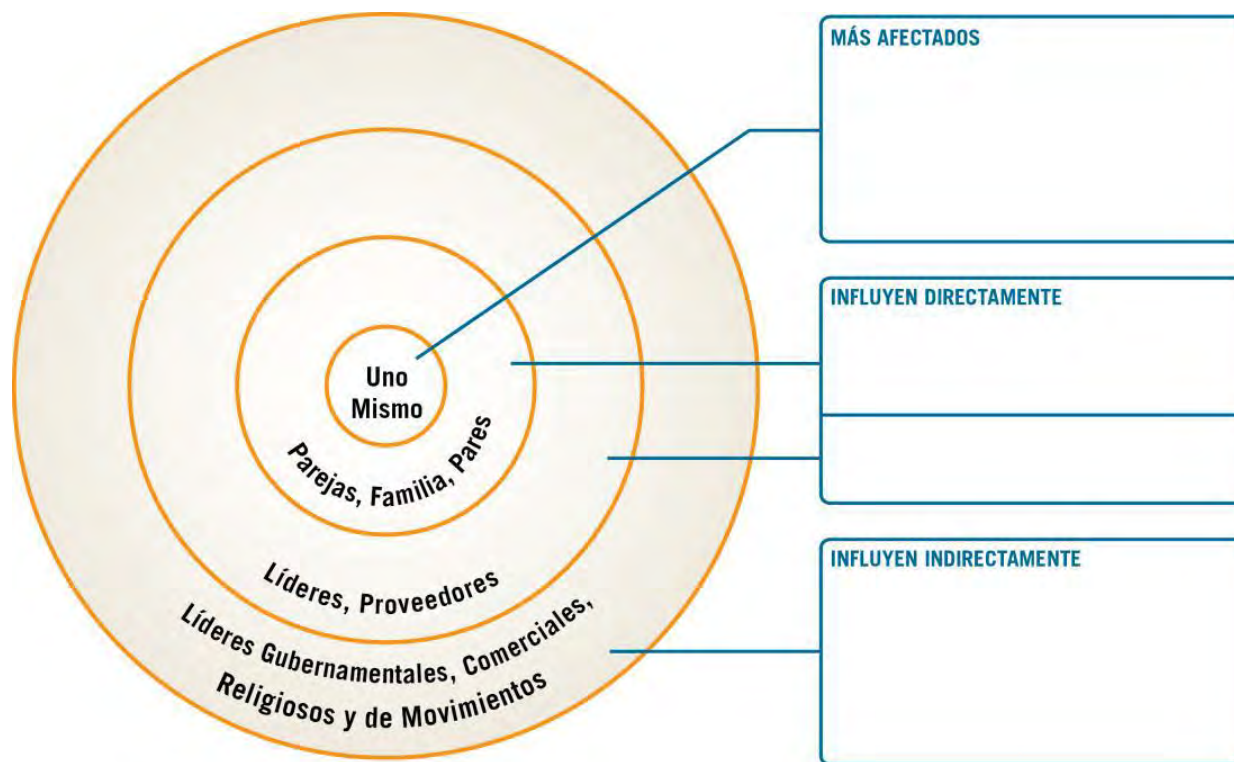 MÁS AFECTADOS
INFLUYEN DIRECTAMENTE
INFLUYEN INDIRECTAMENTE
Uno
Mismo
Parejas, Familia, Pares
Líderes, Proveedores
Líderes Gubernamentales, Comerciales,
Religiosos y de Movimientos